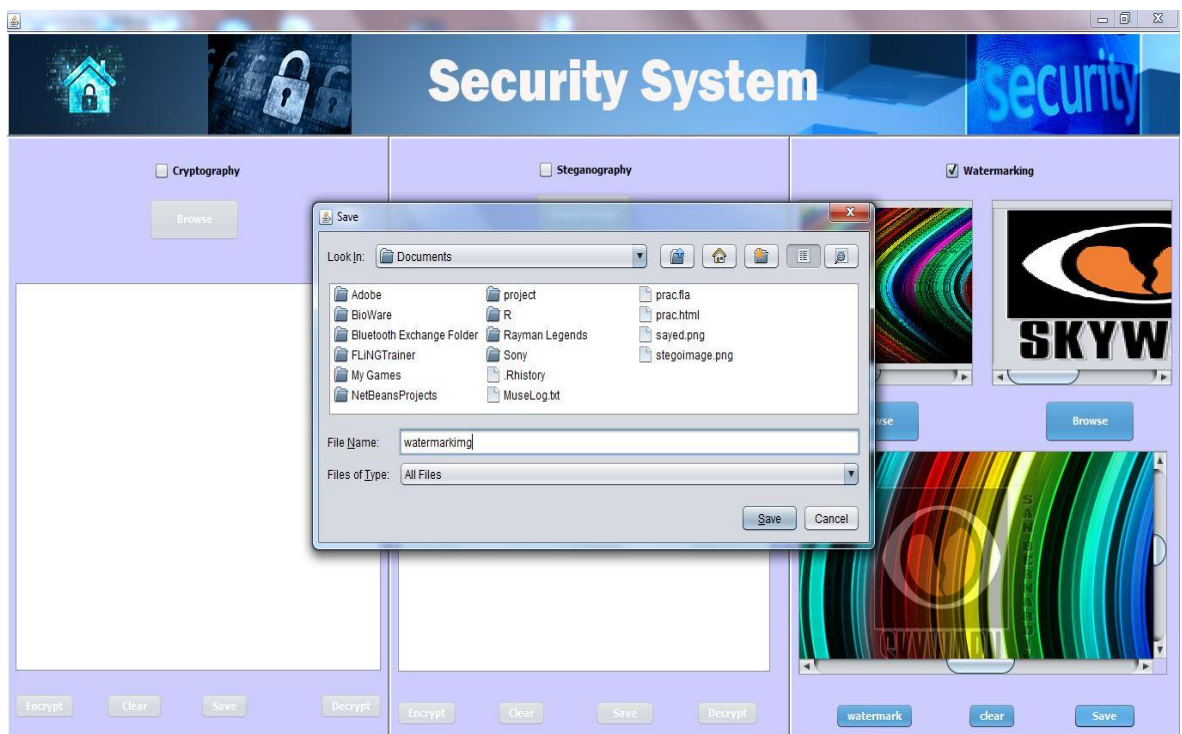 Security System
security
Cryptography
Steganography
Watermarking
Browse
Save
Look In:
Documents
Adobe
BioWare
Bluetooth Exchange Folder
FLiNGTrainer
My Games
NetBeansProjects
project
R
Rayman Legends
Sony
.Rhistory
MuseLog.txt
prac.fla
prac.html
sayed.png
stegoimage.png
File Name:
watermarkimg
Files of Type:
All Files
Save
Cancel
SKYW
wse
Browse
SKYWARN
Encrypt
Clear
Save
Decrypt
Encrypt
Clear
Save
Decrypt
watermark
clear
Save